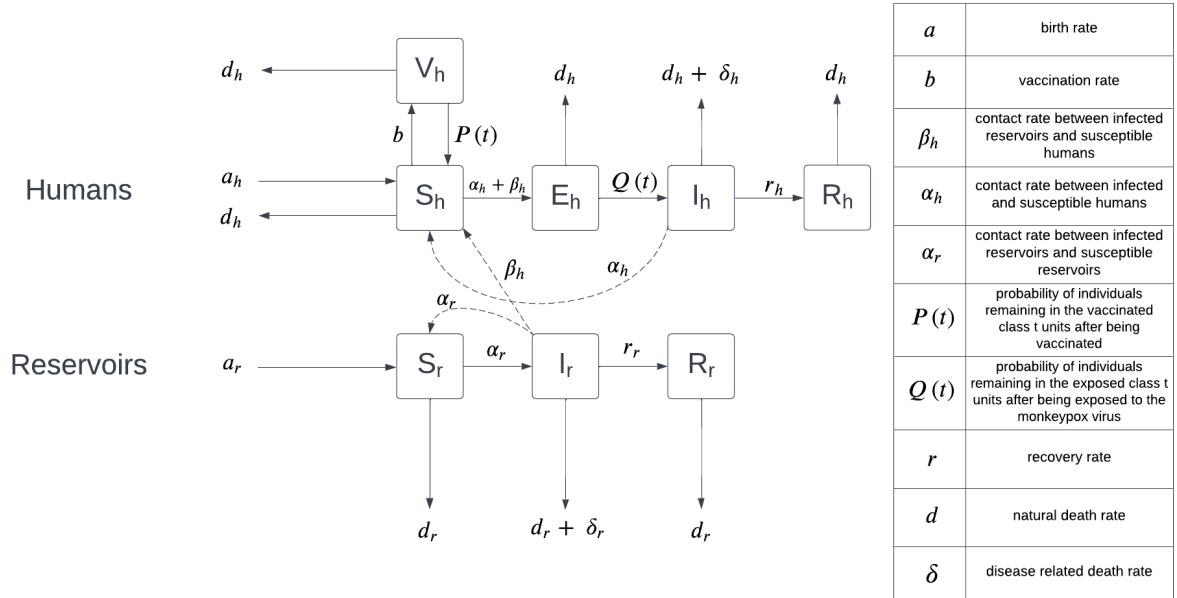 V_h
d_h
d_h
d_h + δ_h
d_h
b
P (t)
Humans
a_h
d_h
S_h
α_h + β_h
E_h
Q (t)
I_h
r_h
R_h
β_h
α_h
α_r
Reservoirs
a_r
S_r
α_r
I_r
r_r
R_r
d_r
d_r + δ_r
d_r
a
birth rate
b
vaccination rate
β_h
contact rate between infected
reservoirs and susceptible
humans
α_h
contact rate between infected
and susceptible humans
α_r
contact rate between infected
reservoirs and susceptible
reservoirs
P (t)
probability of individuals
remaining in the vaccinated
class t units after being
vaccinated
Q (t)
probability of individuals
remaining in the exposed class t
units after being exposed to the
monkeypox virus
r
recovery rate
d
natural death rate
δ
disease related death rate